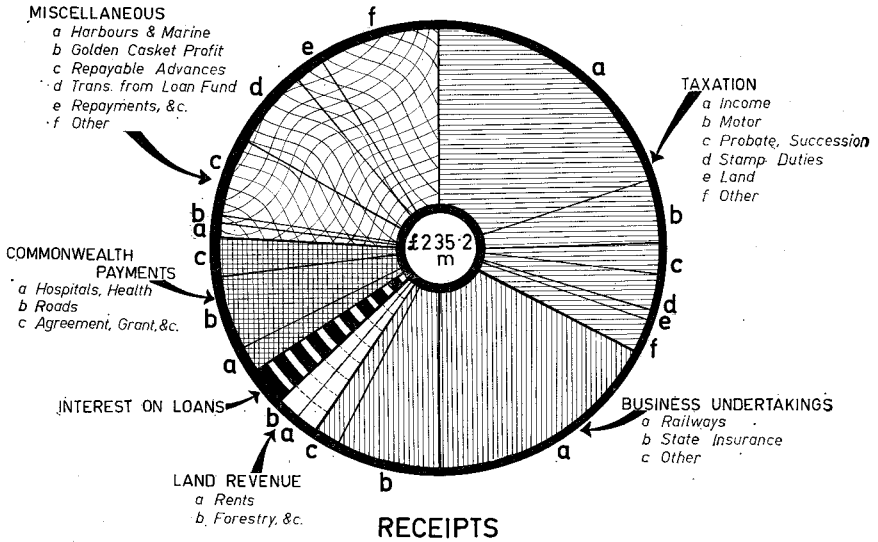 MISCELLANEOUS
a Harbours & Marine
b Golden Casket Profit
c Repayable Advances
d Trans. from Loan Fund
e Repayments, &c.
f Other
TAXATION
a Income
b Motor
c Probate, Succession
d Stamp Duties
e Land
f Other
COMMONWEALTH
PAYMENTS
a Hospitals, Health
b Roads
c Agreement, Grant, &c.
INTEREST ON LOANS
LAND REVENUE
a Rents
b Forestry, &c.
BUSINESS UNDERTAKINGS
a Railways
b State Insurance
c Other
£235·2
m
a
b
c
d
e
f
a
b
c
a
b
a
b
c
a
b
c
d
e
f
RECEIPTS